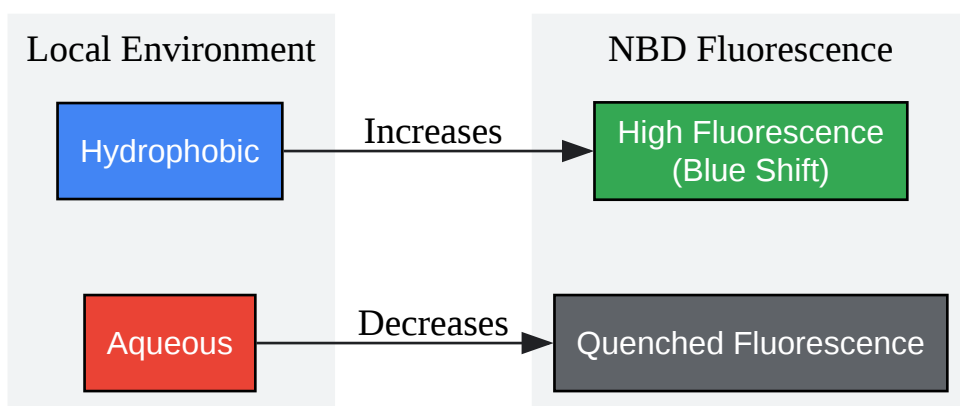 Local Environment
NBD Fluorescence
Hydrophobic
Increases
High Fluorescence
(Blue Shift)
Aqueous
Decreases
Quenched Fluorescence